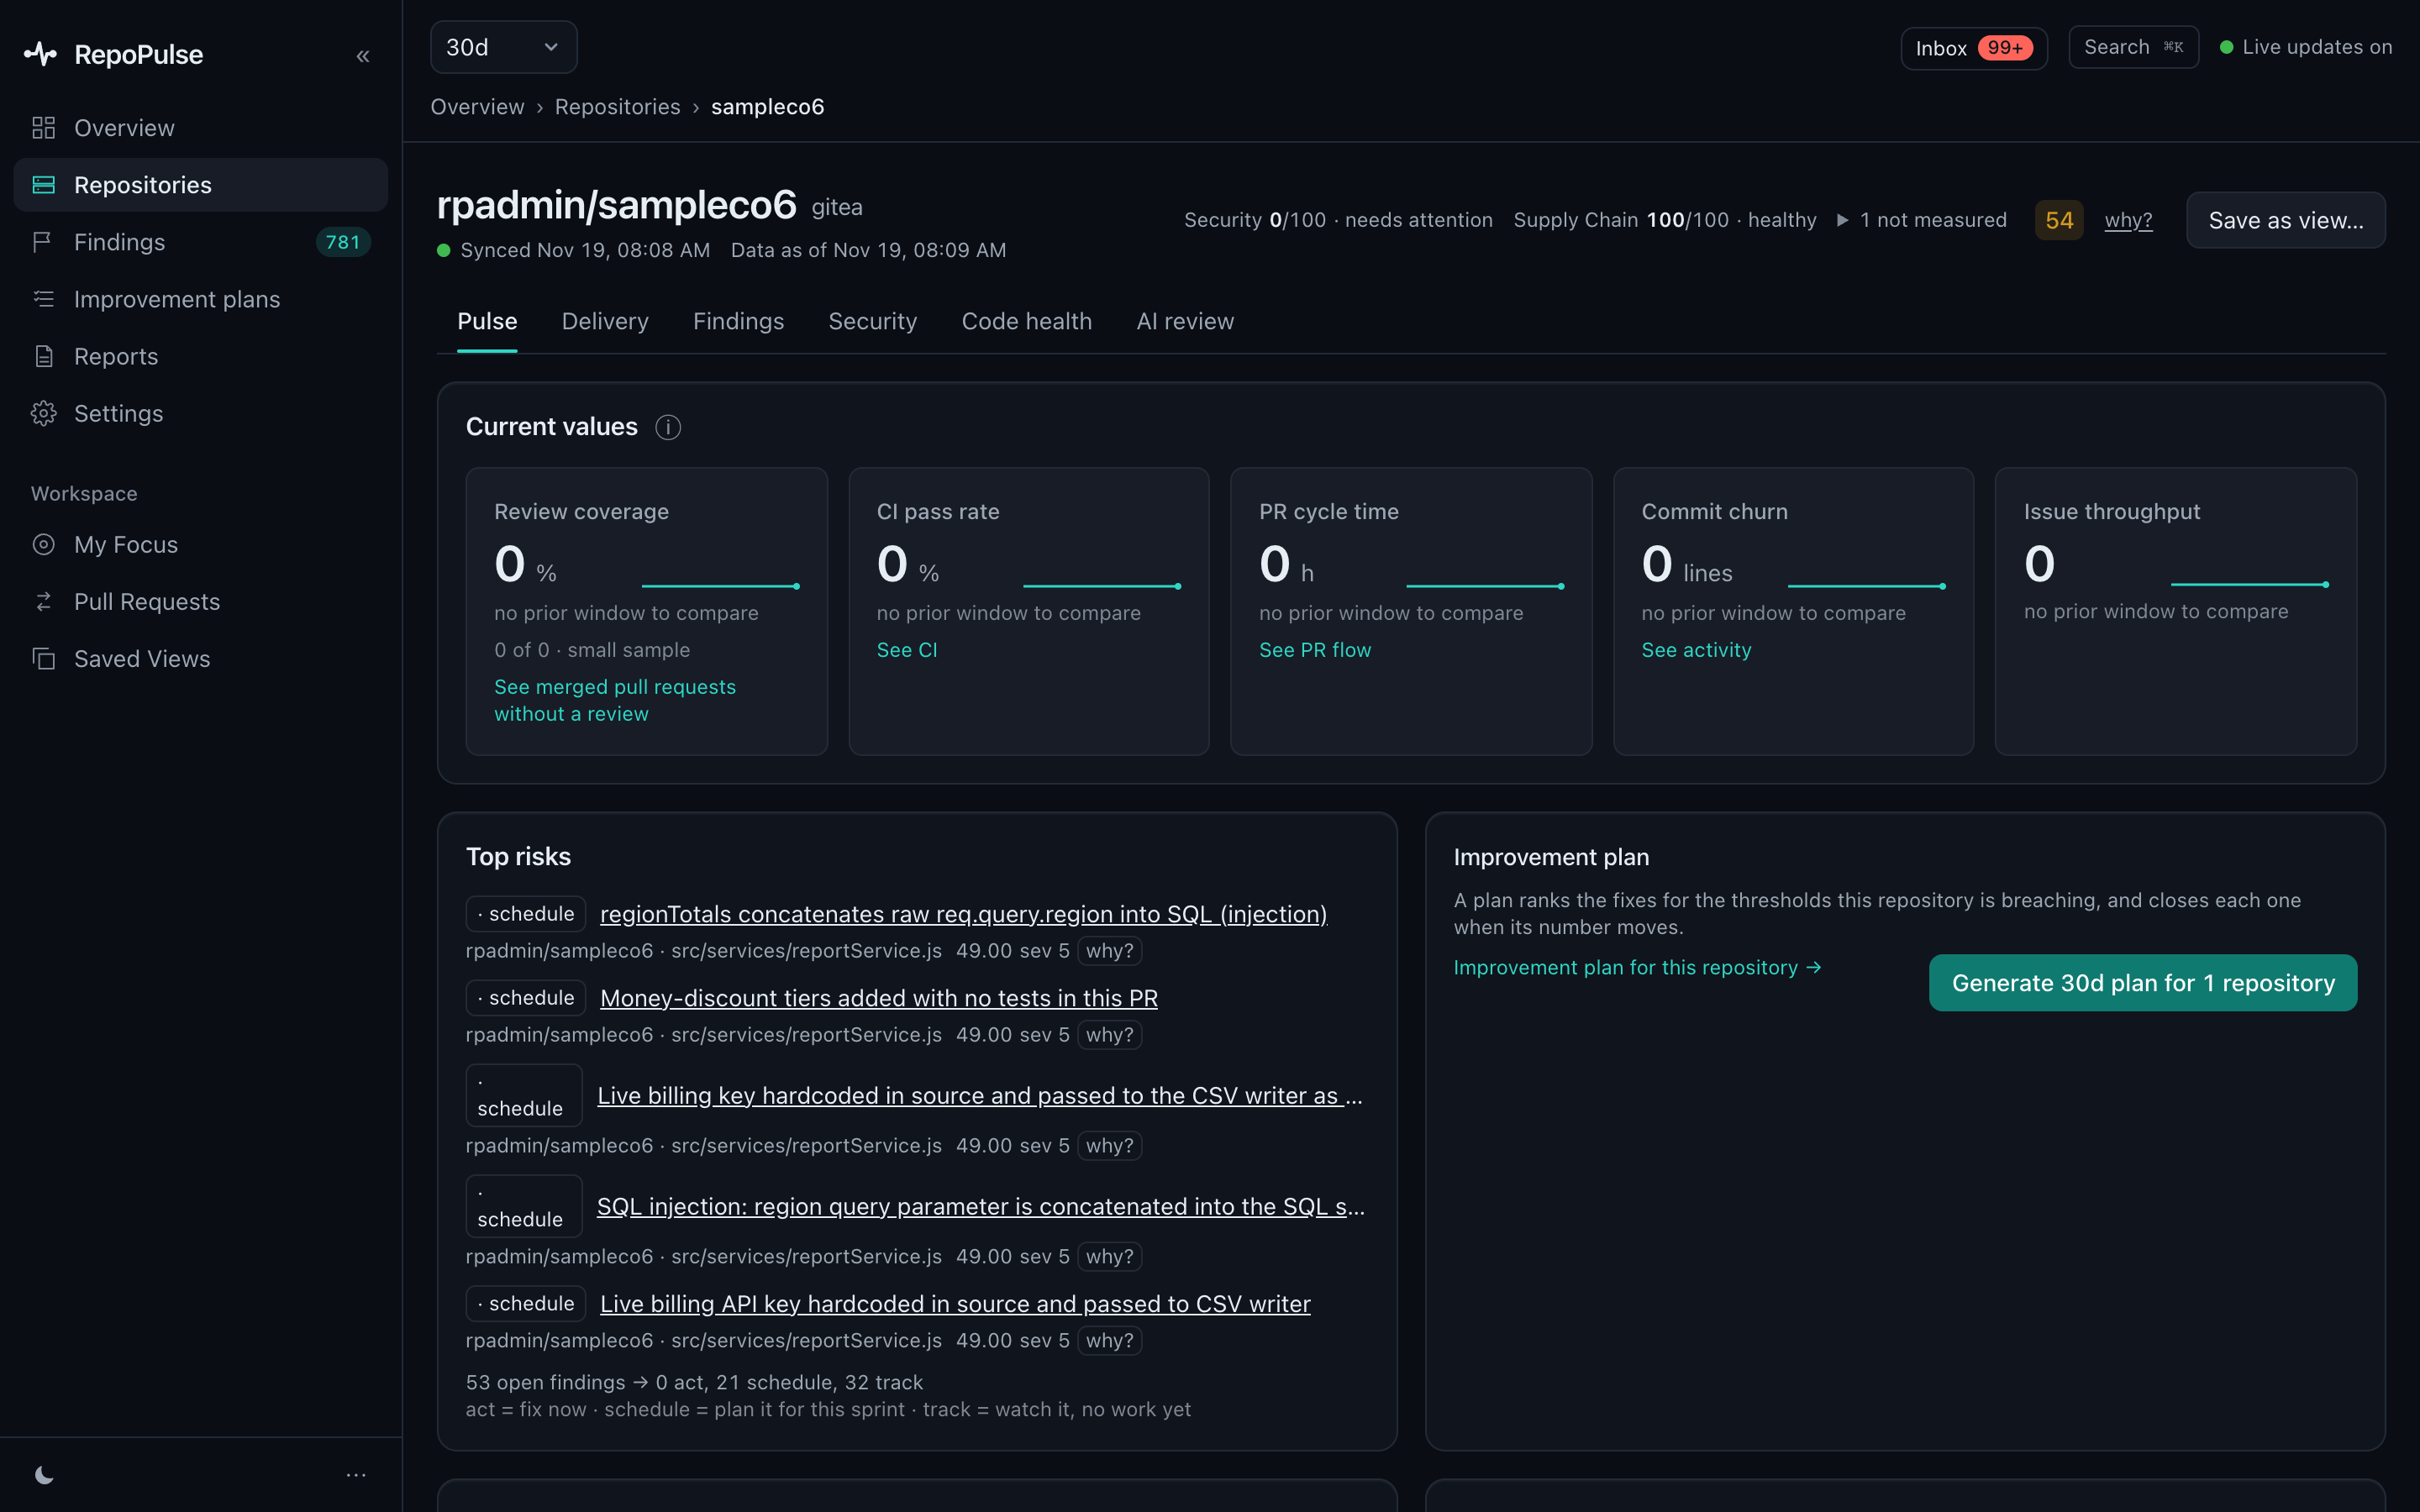 RepoPulse
«
Overview
Repositories
Findings 781
Improvement plans
Reports
Settings
Workspace
My Focus
Pull Requests
Saved Views
...
30d
Inbox 99+
Search ⌘K
Live updates on
Overview › Repositories › sampleco6
rpadmin/sampleco6 gitea
Synced Nov 19, 08:08 AM Data as of Nov 19, 08:09 AM
Security 0/100 · needs attention Supply Chain 100/100 · healthy ▶ 1 not measured 54 why? Save as view...
Pulse Delivery Findings Security Code health AI review
Current values i
Review coverage
0 %
no prior window to compare
0 of 0 · small sample
See merged pull requests
without a review
CI pass rate
0 %
no prior window to compare
See CI
PR cycle time
0 h
no prior window to compare
See PR flow
Commit churn
0 lines
no prior window to compare
See activity
Issue throughput
0
no prior window to compare
Top risks
· schedule regionTotals concatenates raw req.query.region into SQL (injection)
rpadmin/sampleco6 · src/services/reportService.js 49.00 sev 5 why?
· schedule Money-discount tiers added with no tests in this PR
rpadmin/sampleco6 · src/services/reportService.js 49.00 sev 5 why?
· schedule Live billing key hardcoded in source and passed to the CSV writer as ...
rpadmin/sampleco6 · src/services/reportService.js 49.00 sev 5 why?
· schedule SQL injection: region query parameter is concatenated into the SQL s...
rpadmin/sampleco6 · src/services/reportService.js 49.00 sev 5 why?
· schedule Live billing API key hardcoded in source and passed to CSV writer
rpadmin/sampleco6 · src/services/reportService.js 49.00 sev 5 why?
53 open findings → 0 act, 21 schedule, 32 track
act = fix now · schedule = plan it for this sprint · track = watch it, no work yet
Improvement plan
A plan ranks the fixes for the thresholds this repository is breaching, and closes each one
when its number moves.
Improvement plan for this repository →
Generate 30d plan for 1 repository